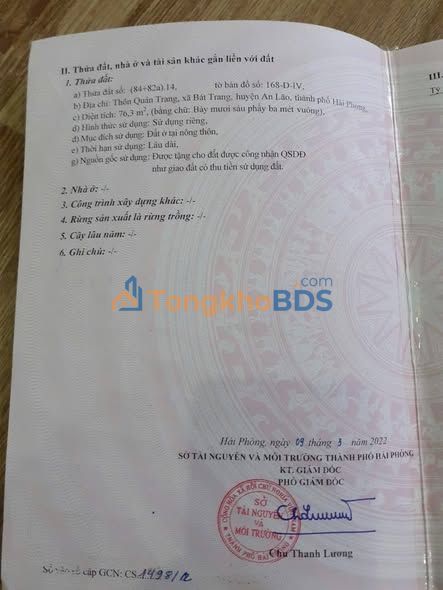 II. Thửa đất, nhà ở và tài sản khác gắn liền với đất
1. Thửa đất:
a) Thửa đất số: (84+82a).14, tờ bản đồ số: 168-D-IV,
b) Địa chỉ: Thôn Quán Trang, xã Bát Trang, huyện An Lão, thành phố Hải Phòng,
c) Diện tích: 76,3 m², (bằng chữ: Bảy mươi sáu phẩy ba mét vuông),
d) Hình thức sử dụng: Sử dụng riêng,
đ) Mục đích sử dụng: Đất ở tại nông thôn,
e) Thời hạn sử dụng: Lâu dài,
g) Nguồn gốc sử dụng: Được tặng cho đất được công nhận QSDĐ
như giao đất có thu tiền sử dụng đất.
2. Nhà ở: -/-
3. Công trình xây dựng khác: -/-
4. Rừng sản xuất là rừng trồng: -/-
5. Cây lâu năm: -/-
6. Ghi chú: -/-
III.
TongkhoBDS.com
Hải Phòng, ngày 09 tháng 3 năm 2022
SỞ TÀI NGUYÊN VÀ MÔI TRƯỜNG THÀNH PHỐ HẢI PHÒNG
KT. GIÁM ĐỐC
PHÓ GIÁM ĐỐC
SỞ
TÀI NGUYÊN
VÀ
MÔI TRƯỜNG
Chu Thanh Lương
cấp GCN: CS